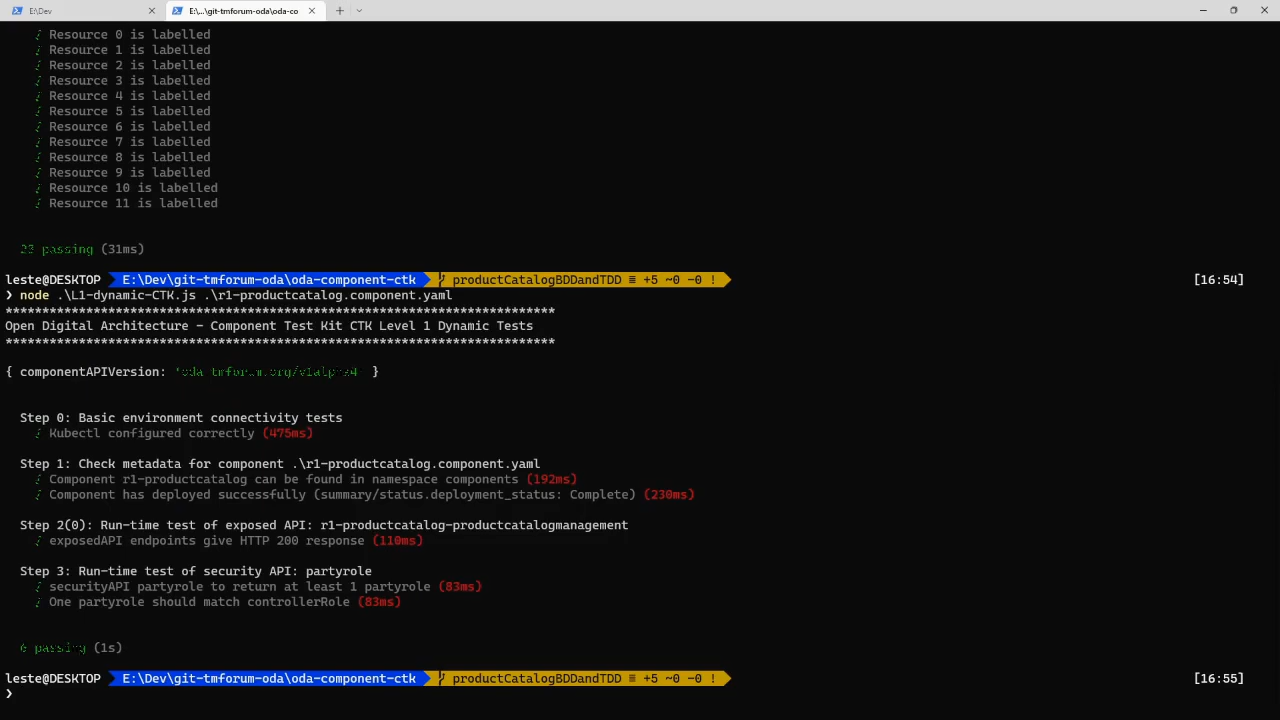 E:\Dev
E:\...\git-tmforum-oda\oda-co
Resource 0 is labelled
Resource 1 is labelled
Resource 2 is labelled
Resource 3 is labelled
Resource 4 is labelled
Resource 5 is labelled
Resource 6 is labelled
Resource 7 is labelled
Resource 8 is labelled
Resource 9 is labelled
Resource 10 is labelled
Resource 11 is labelled
23 passing (31ms)
leste@DESKTOP E:\Dev\git-tmforum-oda\oda-component-ctk productCatalogBDDandTDD ≡ +5 ~0 -0 ! [16:54]
❯ node .\L1-dynamic-CTK.js .\r1-productcatalog.component.yaml
***************************************************************************
Open Digital Architecture - Component Test Kit CTK Level 1 Dynamic Tests
***************************************************************************
{ componentAPIVersion: 'oda.tmforum.org/v1alpha4' }
Step 0: Basic environment connectivity tests
Kubectl configured correctly (475ms)
Step 1: Check metadata for component .\r1-productcatalog.component.yaml
Component r1-productcatalog can be found in namespace components (192ms)
Component has deployed successfully (summary/status.deployment_status: Complete) (230ms)
Step 2(0): Run-time test of exposed API: r1-productcatalog-productcatalogmanagement
exposedAPI endpoints give HTTP 200 response (110ms)
Step 3: Run-time test of security API: partyrole
securityAPI partyrole to return at least 1 partyrole (83ms)
One partyrole should match controllerRole (83ms)
6 passing (1s)
leste@DESKTOP E:\Dev\git-tmforum-oda\oda-component-ctk productCatalogBDDandTDD ≡ +5 ~0 -0 ! [16:55]
❯